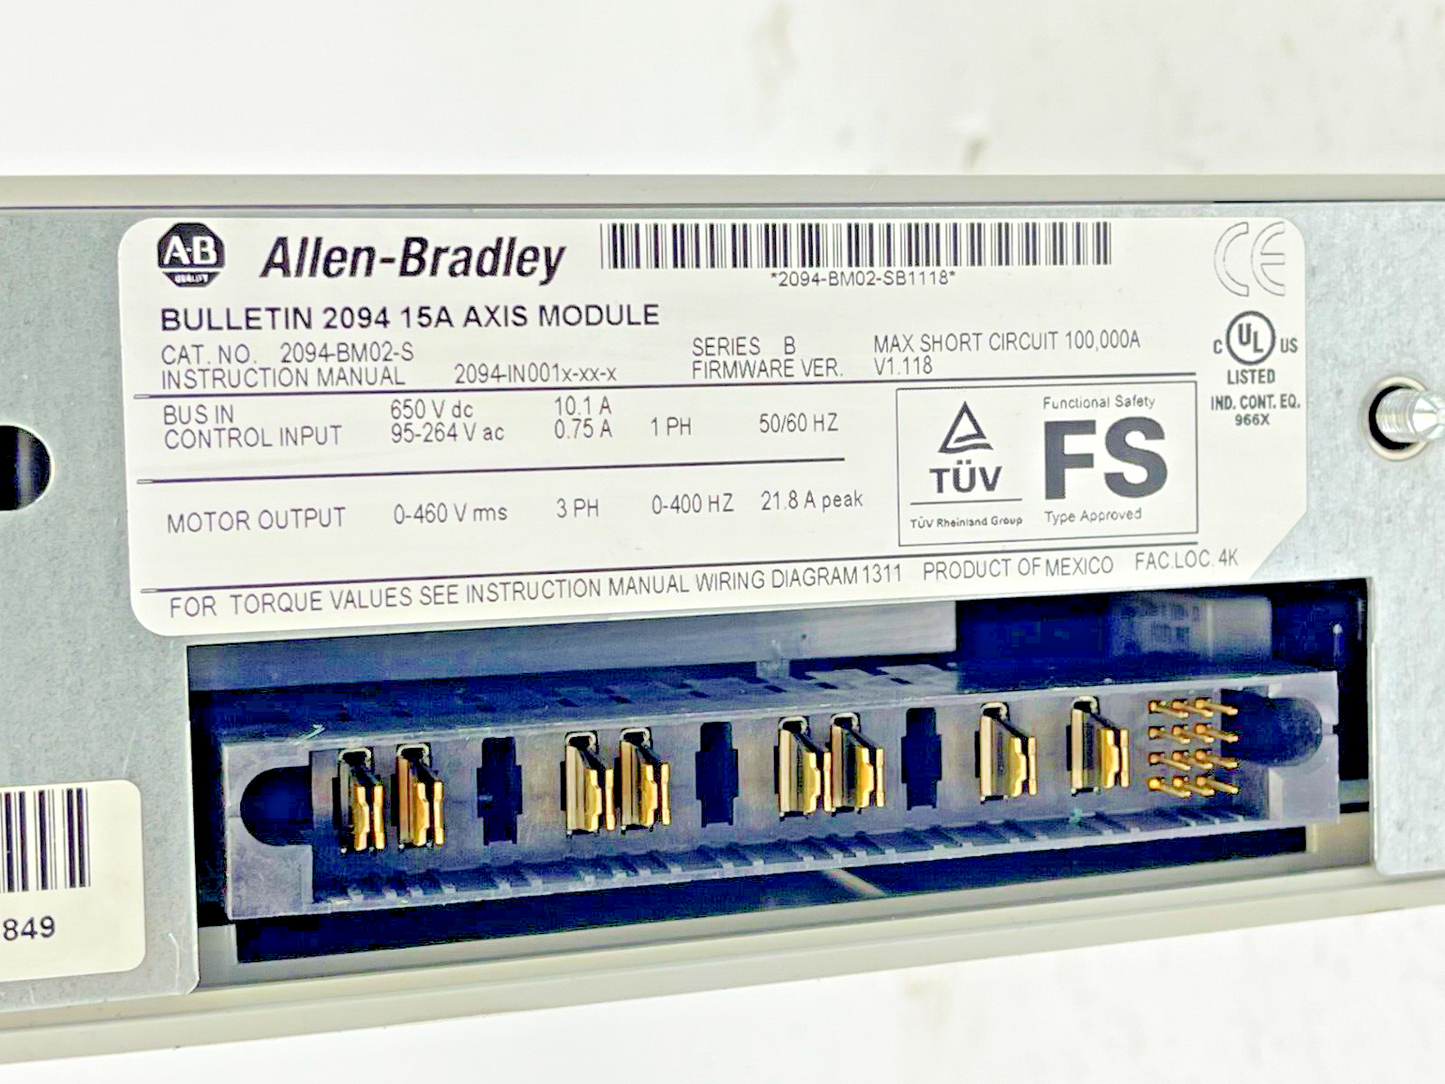 A-B
QUALITY
Allen-Bradley
*2094-BM02-SB1118*
BULLETIN 2094 15A AXIS MODULE
CAT. NO. 2094-BM02-S SERIES B MAX SHORT CIRCUIT 100,000A
INSTRUCTION MANUAL 2094-IN001x-xx-x FIRMWARE VER. V1.118
BUS IN 650 V dc 10.1 A
CONTROL INPUT 95-264 V ac 0.75 A 1 PH 50/60 HZ
MOTOR OUTPUT 0-460 V rms 3 PH 0-400 HZ 21.8 A peak
FOR TORQUE VALUES SEE INSTRUCTION MANUAL WIRING DIAGRAM 1311 PRODUCT OF MEXICO FAC.LOC. 4K
TÜV
TÜV Rheinland Group
Functional Safety
FS
Type Approved
CE
C UL US
LISTED
IND. CONT. EQ.
966X
849